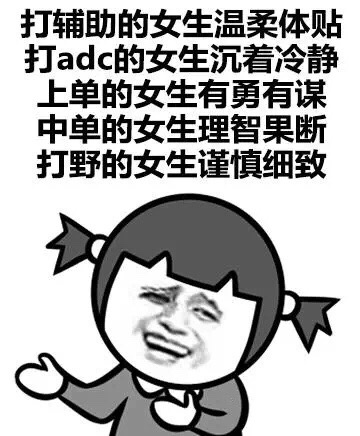 打辅助的女生温柔体贴
打adc的女生沉着冷静
上单的女生有勇有谋
中单的女生理智果断
打野的女生谨慎细致